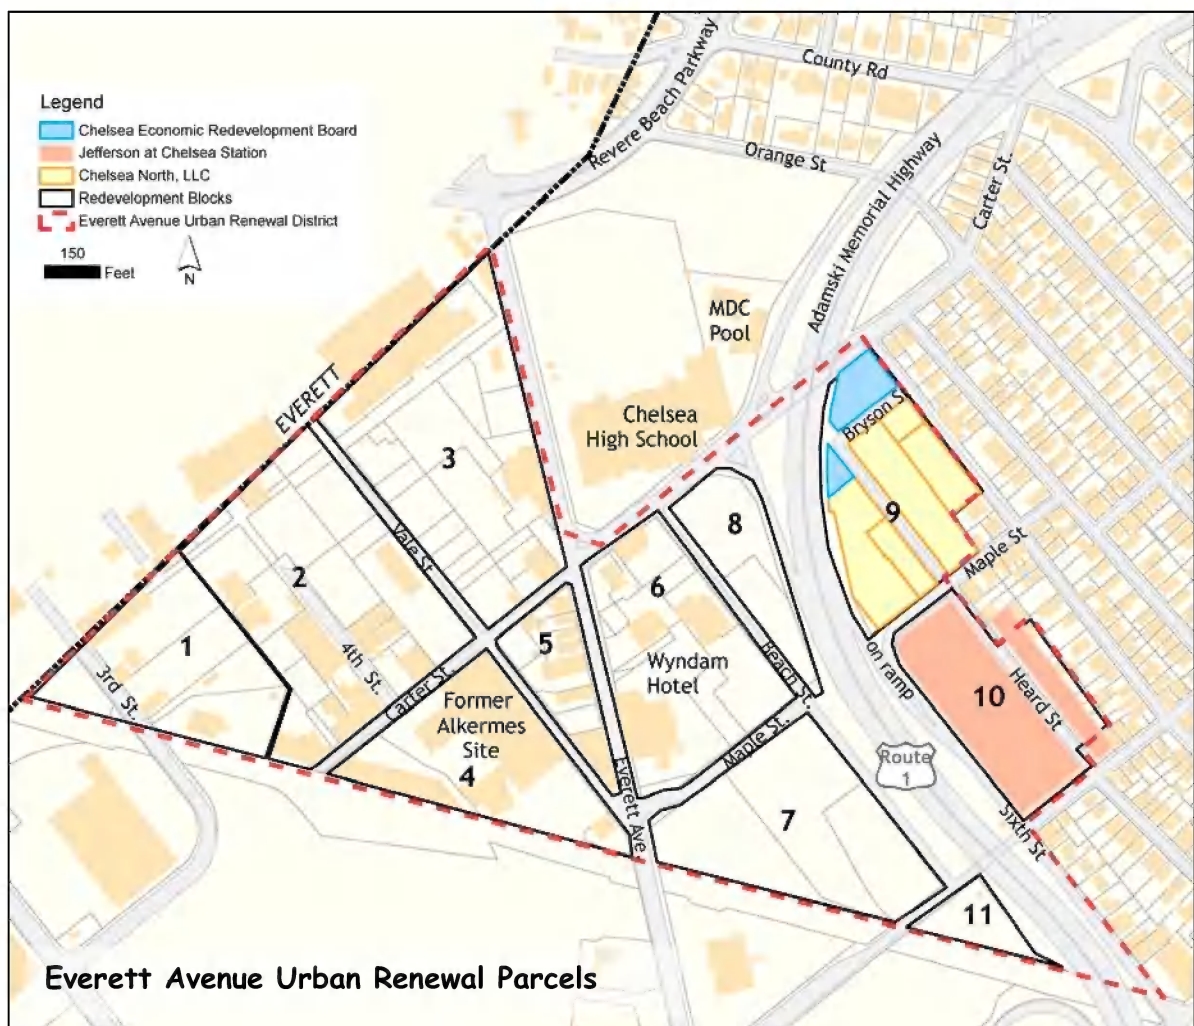 Legend
Chelsea Economic Redevelopment Board
Jefferson at Chelsea Station
Chelsea North, LLC
Redevelopment Blocks
Everett Avenue Urban Renewal District
150
Feet
N
County Rd
Revere Beach Parkway
Orange St
Adamski Memorial Highway
Carter St.
MDC
Pool
EVERETT
Chelsea
High School
Bryson St
3
8
9
Vale St
Maple St
2
6
5
1
4th St.
Carter St.
Wyndam
Hotel
Beach St.
on ramp
3rd St.
Former
Alkermes
Site
4
10
Heard St
Maple St.
Route
1
Everett Ave
7
Sixth St
11
Everett Avenue Urban Renewal Parcels